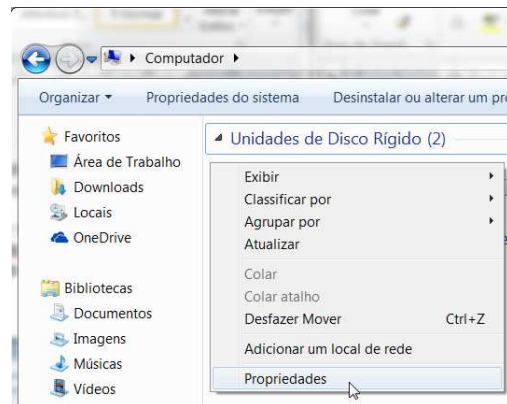 Computador
Organizar Propriedades do sistema Desinstalar ou alterar um
Favoritos
Área de Trabalho
Downloads
Locais
OneDrive
Bibliotecas
Documentos
Imagens
Músicas
Vídeos
Unidades de Disco Rígido (2)
Exibir
Classificar por
Agrupar por
Atualizar
Colar
Colar atalho
Desfazer Mover Ctrl+Z
Adicionar um local de rede
Propriedades